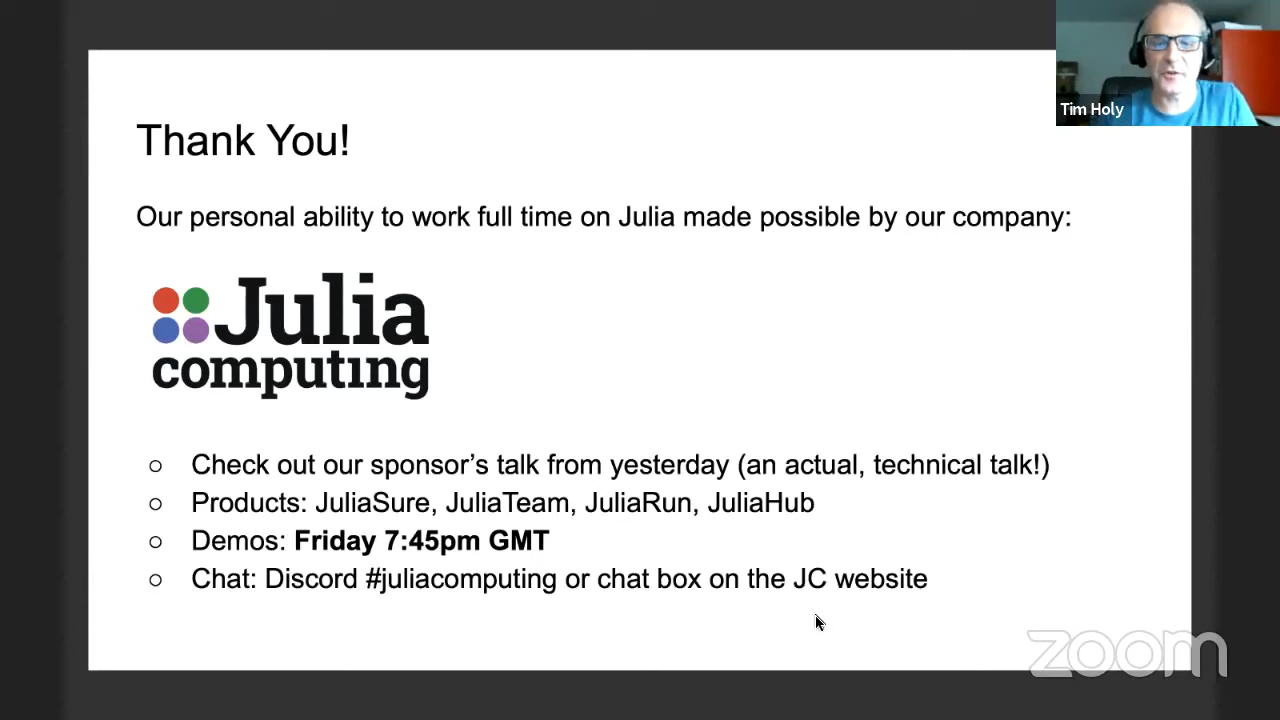 Tim Holy
Thank You!
Our personal ability to work full time on Julia made possible by our company:
Julia
computing
Check out our sponsor’s talk from yesterday (an actual, technical talk!)
Products: JuliaSure, JuliaTeam, JuliaRun, JuliaHub
Demos: Friday 7:45pm GMT
Chat: Discord #juliacomputing or chat box on the JC website
zoom